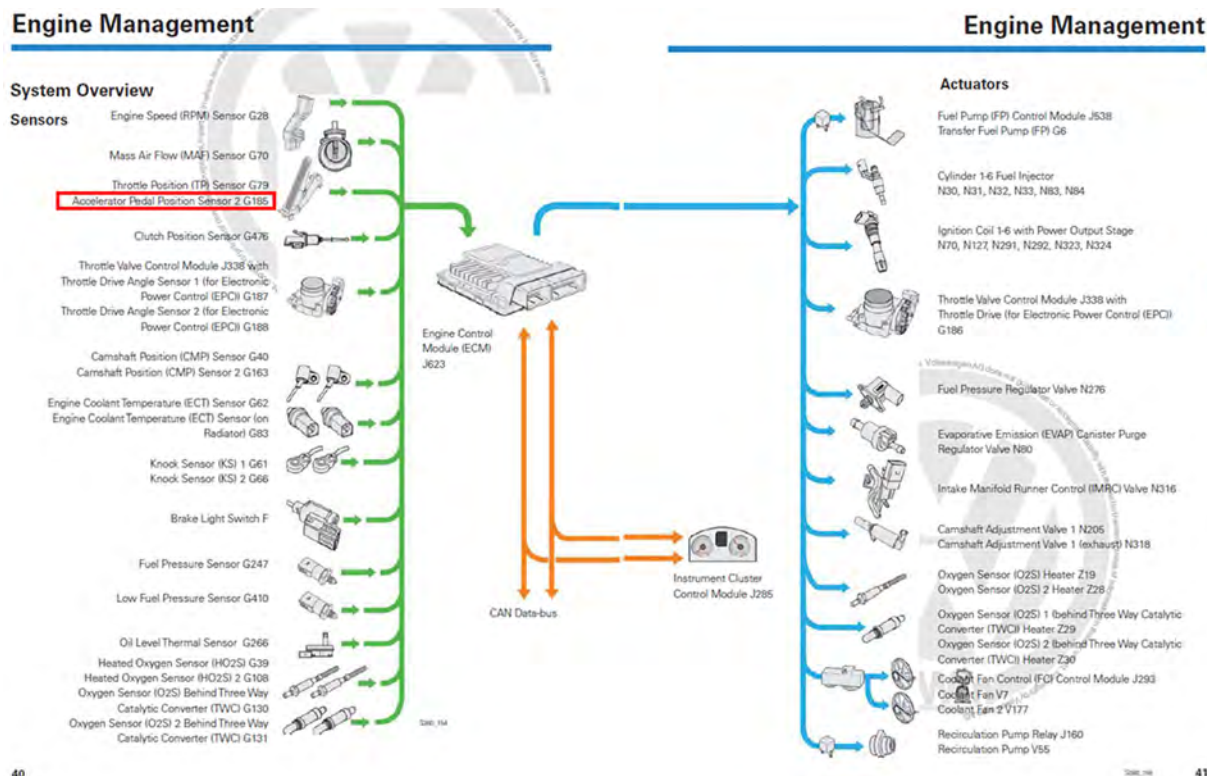 Engine Management
System Overview
Sensors
Engine Speed (RPM) Sensor G28
Mass Air Flow (MAF) Sensor G70
Throttle Position (TP) Sensor G79
Accelerator Pedal Position Sensor 2 G185
Clutch Position Sensor G476
Throttle Valve Control Module J338 with
Throttle Drive Angle Sensor 1 (for Electronic
Power Control (EPC)) G187
Throttle Drive Angle Sensor 2 (for Electronic
Power Control (EPC)) G188
Camshaft Position (CMP) Sensor G40
Camshaft Position (CMP) Sensor 2 G163
Engine Coolant Temperature (ECT) Sensor G62
Engine Coolant Temperature (ECT) Sensor (on
Radiator) G83
Knock Sensor (KS) 1 G61
Knock Sensor (KS) 2 G66
Brake Light Switch F
Fuel Pressure Sensor G247
Low Fuel Pressure Sensor G410
Oil Level Thermal Sensor G266
Heated Oxygen Sensor (HO2S) G39
Heated Oxygen Sensor (HO2S) 2 G108
Oxygen Sensor (O2S) Behind Three Way
Catalytic Converter (TWC) G130
Oxygen Sensor (O2S) 2 Behind Three Way
Catalytic Converter (TWC) G131
40
Engine Control
Module (ECM)
J623
CAN Data-bus
Instrument Cluster
Control Module J285
Engine Management
Actuators
Fuel Pump (FP) Control Module J538
Transfer Fuel Pump (FP) G6
Cylinder 1-6 Fuel Injector
N30, N31, N32, N33, N83, N84
Ignition Coil 1-6 with Power Output Stage
N70, N127, N291, N292, N323, N324
Throttle Valve Control Module J338 with
Throttle Drive (for Electronic Power Control (EPC))
G186
Fuel Pressure Regulator Valve N276
Evaporative Emission (EVAP) Canister Purge
Regulator Valve N80
Intake Manifold Runner Control (IMRC) Valve N316
Camshaft Adjustment Valve 1 N205
Camshaft Adjustment Valve 1 (exhaust) N318
Oxygen Sensor (O2S) Heater Z19
Oxygen Sensor (O2S) 2 Heater Z28
Oxygen Sensor (O2S) 1 (behind Three Way Catalytic
Converter (TWC)) Heater Z29
Oxygen Sensor (O2S) 2 (behind Three Way Catalytic
Converter (TWC)) Heater Z30
Coolant Fan Control (FC) Control Module J293
Coolant Fan V7
Coolant Fan 2 V177
Recirculation Pump Relay J160
Recirculation Pump V55
41